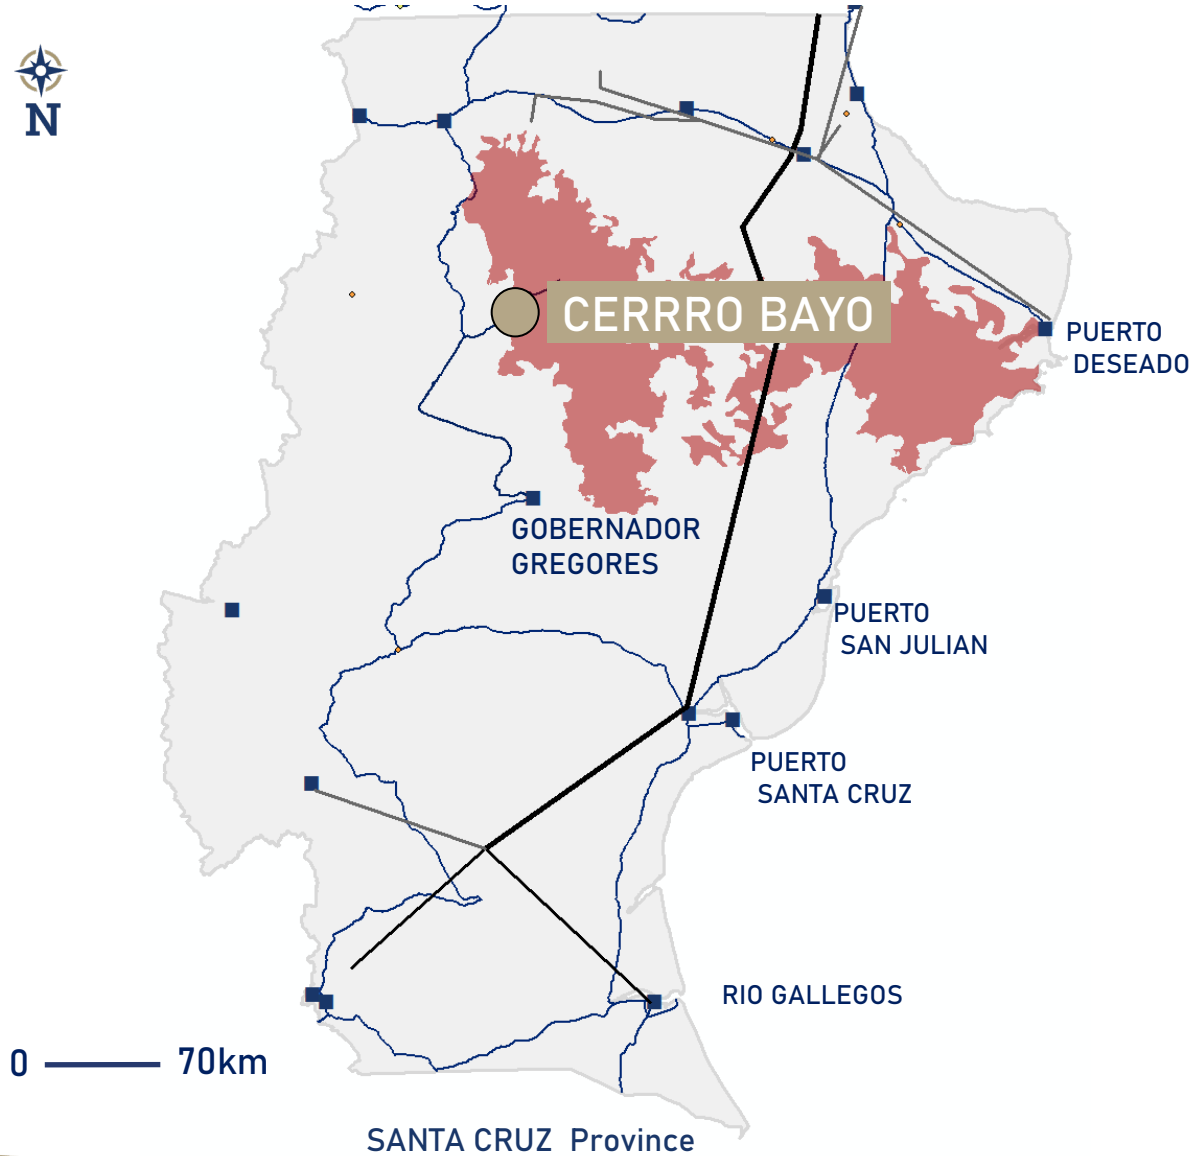 N
CERRRO BAYO
PUERTO
DESEADO
GOBERNADOR
GREGORES
PUERTO
SAN JULIAN
PUERTO
SANTA CRUZ
RIO GALLEGOS
0 70km
SANTA CRUZ Province